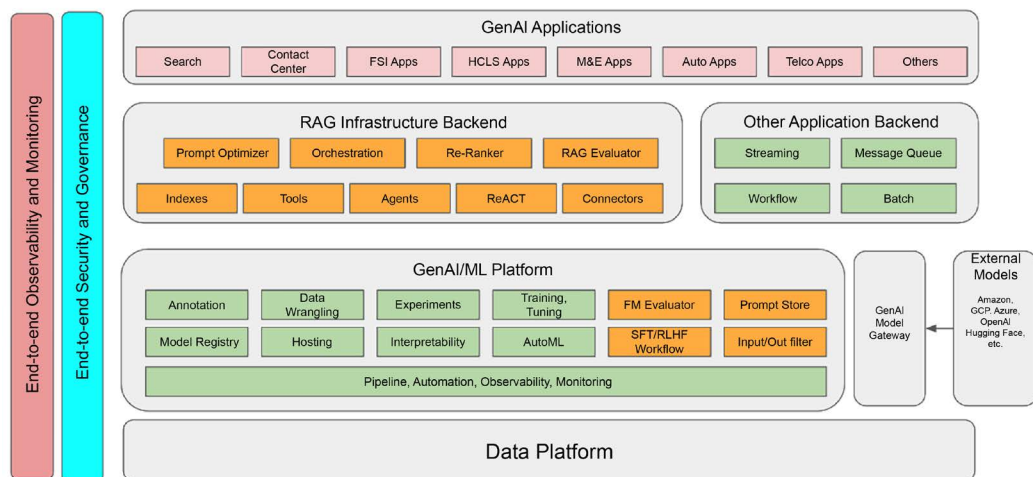 End-to-end Observability and Monitoring
End-to-end Security and Governance
GenAI Applications
Search
Contact
Center
FSI Apps
HCLS Apps
M&E Apps
Auto Apps
Telco Apps
Others
RAG Infrastructure Backend
Prompt Optimizer
Orchestration
Re-Ranker
RAG Evaluator
Indexes
Tools
Agents
ReACT
Connectors
Other Application Backend
Streaming
Message Queue
Workflow
Batch
GenAI/ML Platform
Annotation
Data
Wrangling
Experiments
Training,
Tuning
FM Evaluator
Prompt Store
Model Registry
Hosting
Interpretability
AutoML
SFT/RLHF
Workflow
Input/Out filter
Pipeline, Automation, Observability, Monitoring
GenAI
Model
Gateway
External
Models
Amazon,
GCP. Azure,
OpenAI
Hugging Face,
etc.
Data Platform